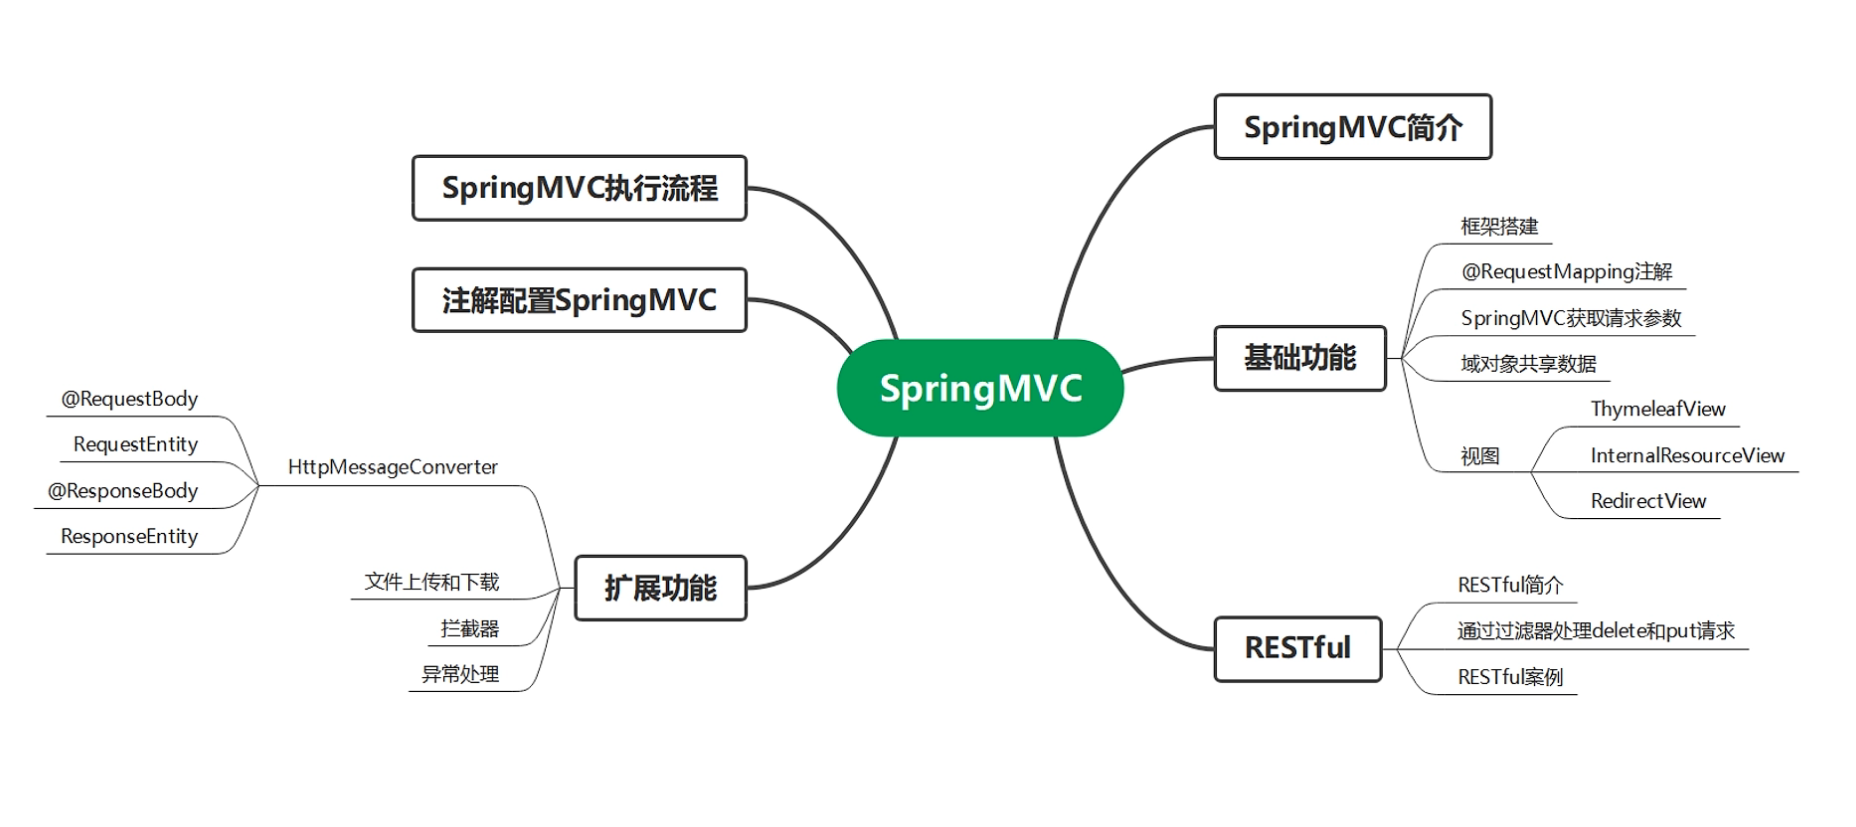 SpringMVC
SpringMVC简介
基础功能
框架搭建
@RequestMapping注解
SpringMVC获取请求参数
域对象共享数据
视图
ThymeleafView
InternalResourceView
RedirectView
RESTful
RESTful简介
通过过滤器处理delete和put请求
RESTful案例
SpringMVC执行流程
注解配置SpringMVC
扩展功能
HttpMessageConverter
@RequestBody
RequestEntity
@ResponseBody
ResponseEntity
文件上传和下载
拦截器
异常处理